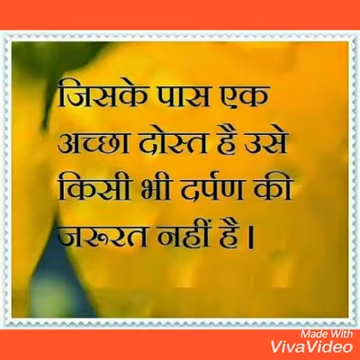 जिसके पास एक
अच्छा दोस्त है उसे
किसी भी दर्पण की
जरूरत नहीं है।
Made With
VivaVideo